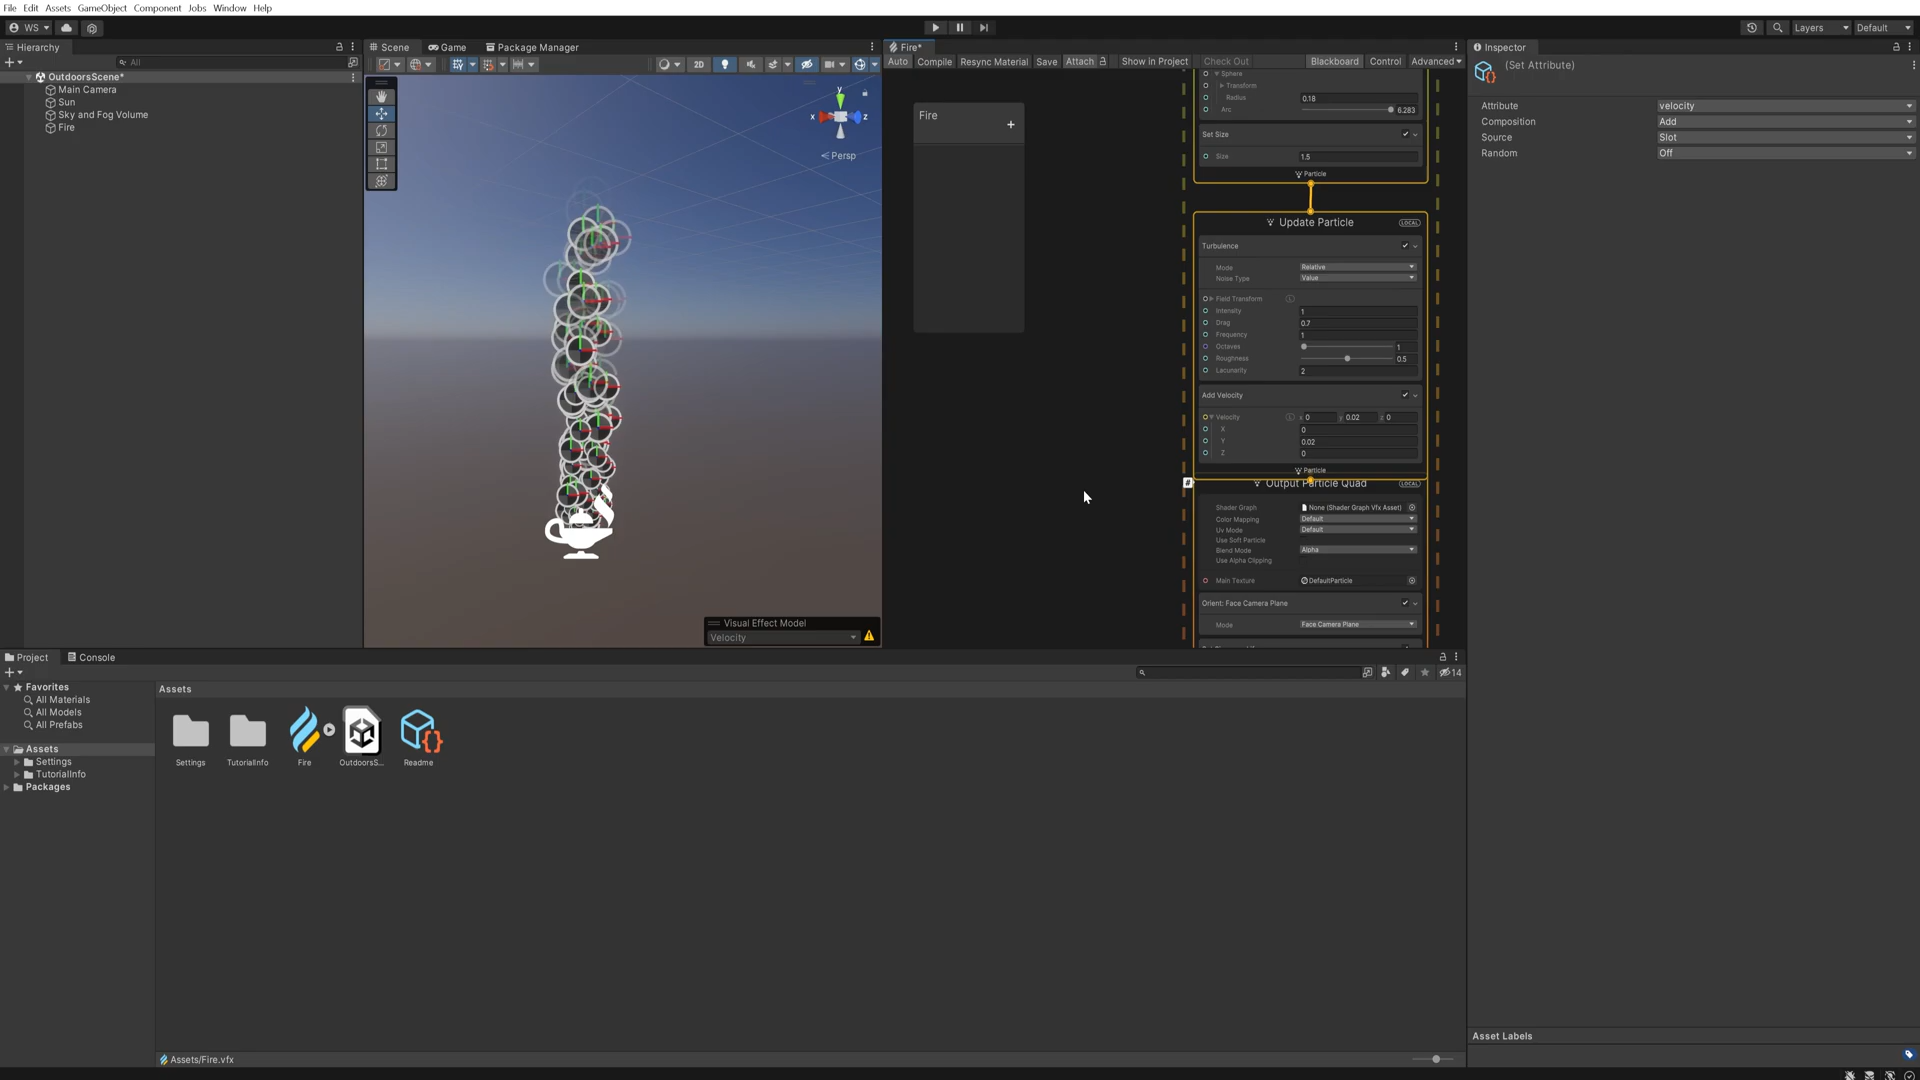 File Edit Assets GameObject Component Jobs Window Help
WS Layers Default
Hierarchy
All
OutdoorsScene*
Main Camera
Sun
Sky and Fog Volume
Fire
Scene Game Package Manager
2D
y
x z
Persp
Visual Effect Model
Velocity
Fire*
Auto Compile Resync Material Save Attach Show in Project Check Out Blackboard Control Advanced
Fire
+
Sphere
Transform
Radius 0.18
Arc 6.283
Set Size
Size 1.5
Particle
Update Particle LOCAL
Turbulence
Mode Relative
Noise Type Value
Field Transform L
Intensity 1
Drag 0.7
Frequency 1
Octaves 1
Roughness 0.5
Lacunarity 2
Add Velocity
Velocity L x 0 y 0.02 z 0
X 0
Y 0.02
Z 0
Particle
Output Particle Quad LOCAL
Shader Graph None (Shader Graph Vfx Asset)
Color Mapping Default
Uv Mode Default
Use Soft Particle
Blend Mode Alpha
Use Alpha Clipping
Main Texture DefaultParticle
Orient: Face Camera Plane
Mode Face Camera Plane
Inspector
(Set Attribute)
Attribute velocity
Composition Add
Source Slot
Random Off
Asset Labels
Project Console
14
Favorites
All Materials
All Models
All Prefabs
Assets
Settings
TutorialInfo
Packages
Assets
Settings TutorialInfo Fire OutdoorsS... Readme
Assets/Fire.vfx